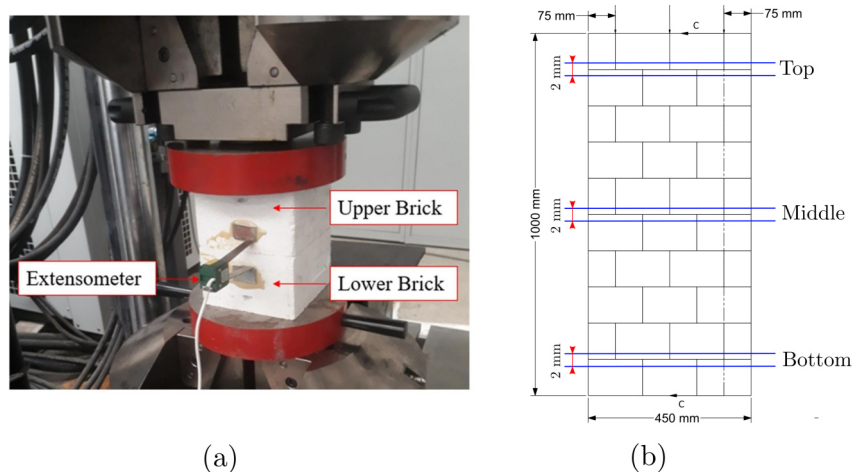 Upper Brick
Extensometer
Lower Brick
(a)
75 mm
C
75 mm
2 mm
Top
1000 mm
2 mm
Middle
2 mm
Bottom
C
450 mm
(b)